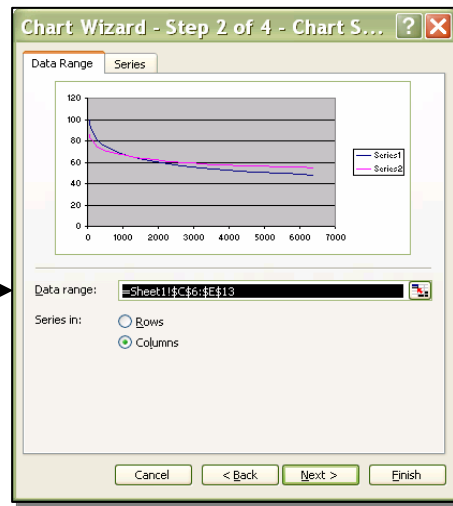 Chart Wizard - Step 2 of 4 - Chart S...
Data Range Series
120
100
80
60
40
20
0
0 1000 2000 3000 4000 5000 6000 7000
Series1
Series2
Data range: =Sheet1!$C$6:$E$13
Series in: Rows
Columns
Cancel < Back Next > Finish